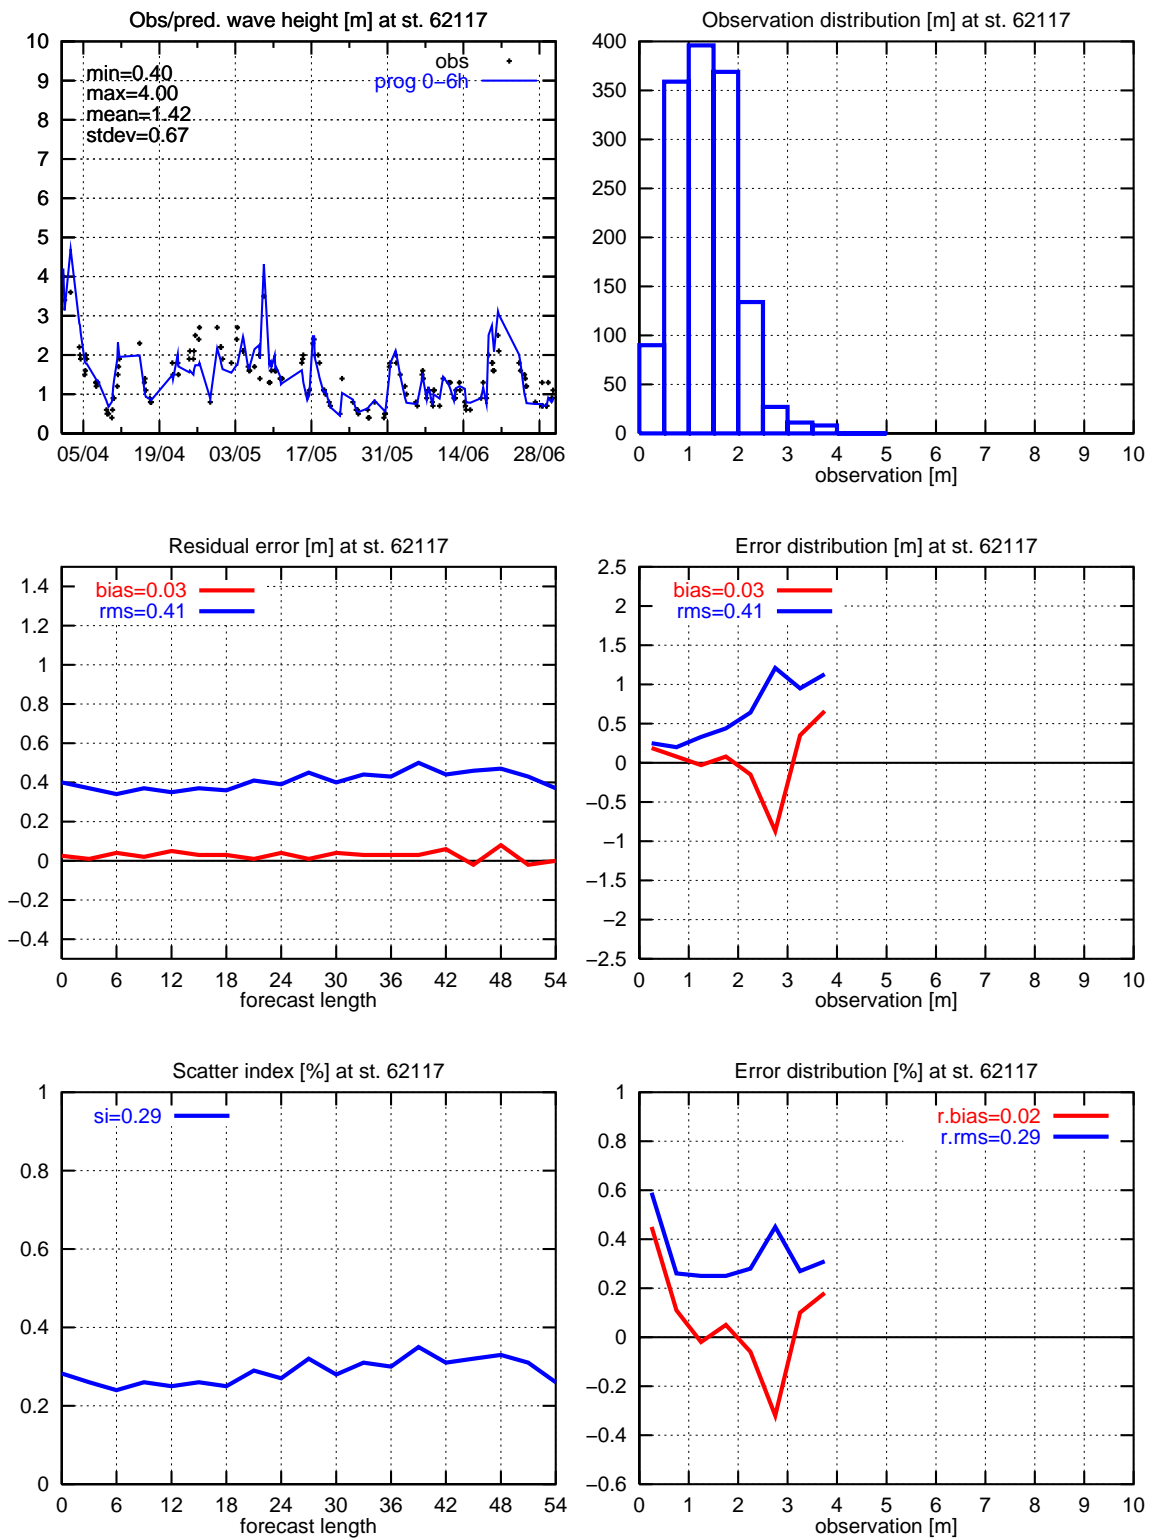 Obs/pred. wave height [m] at st. 62117
10
9
8
7
6
5
4
3
2
1
0
min=0.40
max=4.00
mean=1.42
stdev=0.67
obs
prog 0−6h
05/04 19/04 03/05 17/05 31/05 14/06 28/06
Observation distribution [m] at st. 62117
400
350
300
250
200
150
100
50
0
0 1 2 3 4 5 6 7 8 9 10
observation [m]
Residual error [m] at st. 62117
1.4
1.2
1
0.8
0.6
0.4
0.2
0
−0.2
−0.4
bias=0.03
rms=0.41
0 6 12 18 24 30 36 42 48 54
forecast length
Error distribution [m] at st. 62117
2.5
2
1.5
1
0.5
0
−0.5
−1
−1.5
−2
−2.5
bias=0.03
rms=0.41
0 1 2 3 4 5 6 7 8 9 10
observation [m]
Scatter index [%] at st. 62117
1
0.8
0.6
0.4
0.2
0
si=0.29
0 6 12 18 24 30 36 42 48 54
forecast length
Error distribution [%] at st. 62117
1
0.8
0.6
0.4
0.2
0
−0.2
−0.4
−0.6
r.bias=0.02
r.rms=0.29
0 1 2 3 4 5 6 7 8 9 10
observation [m]